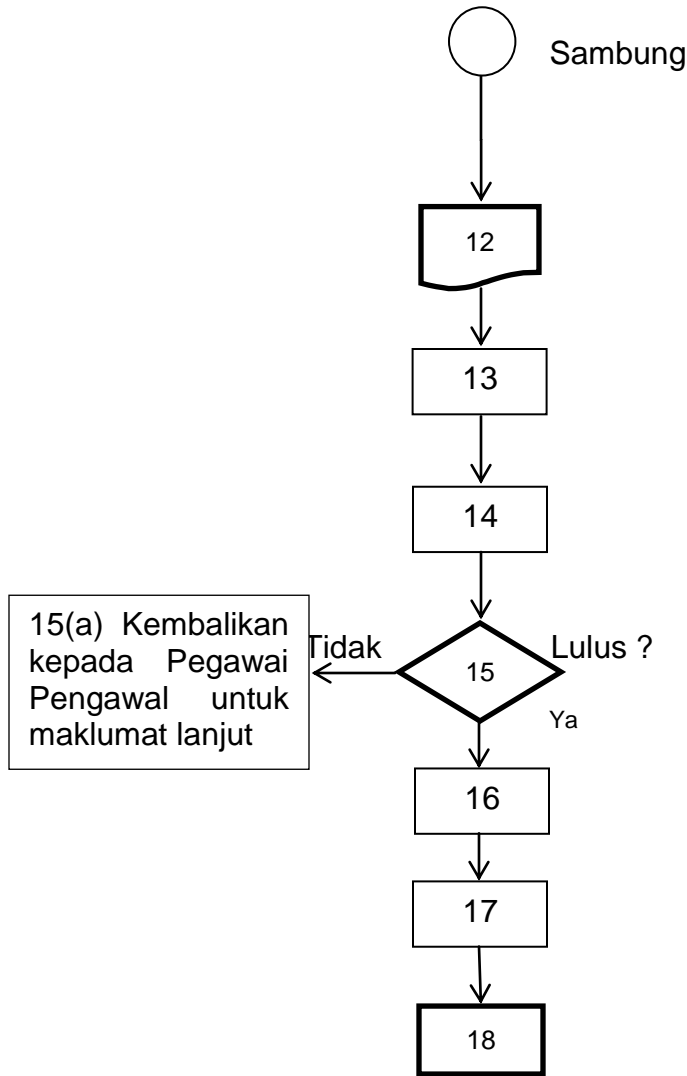 Sambung
12
13
14
15(a) Kembalikan
kepada Pegawai
Pengawal untuk
maklumat lanjut
Tidak
15
Lulus ?
Ya
16
17
18